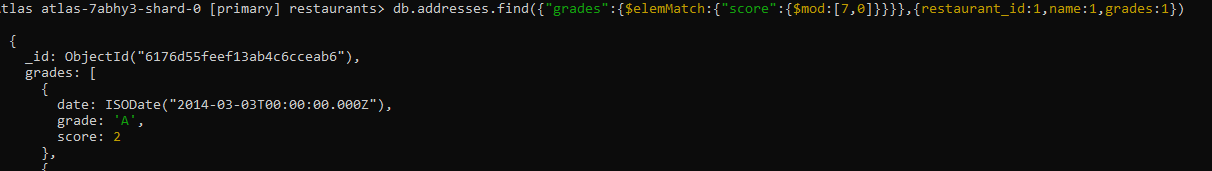 Atlas atlas-7abhy3-shard-0 [primary] restaurants> db.addresses.find({"grades":{$elemMatch:{"score":{$mod:[7,0]}}}},{restaurant_id:1,name:1,grades:1})
{
_id: ObjectId("6176d55feef13ab4c6cceab6"),
grades: [
{
date: ISODate("2014-03-03T00:00:00.000Z"),
grade: 'A',
score: 2
},
{